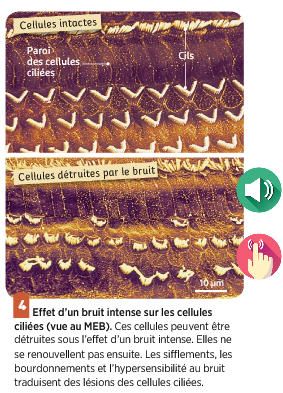 Cellules intactes
Paroi
des cellules
ciliées
Cils
Cellules détruites par le bruit
10 µm
4 Effet d'un bruit intense sur les cellules
ciliées (vue au MEB). Ces cellules peuvent être
détruites sous l'effet d'un bruit intense. Elles ne
se renouvellent pas ensuite. Les sifflements, les
bourdonnements et l'hypersensibilité au bruit
traduisent des lésions des cellules ciliées.